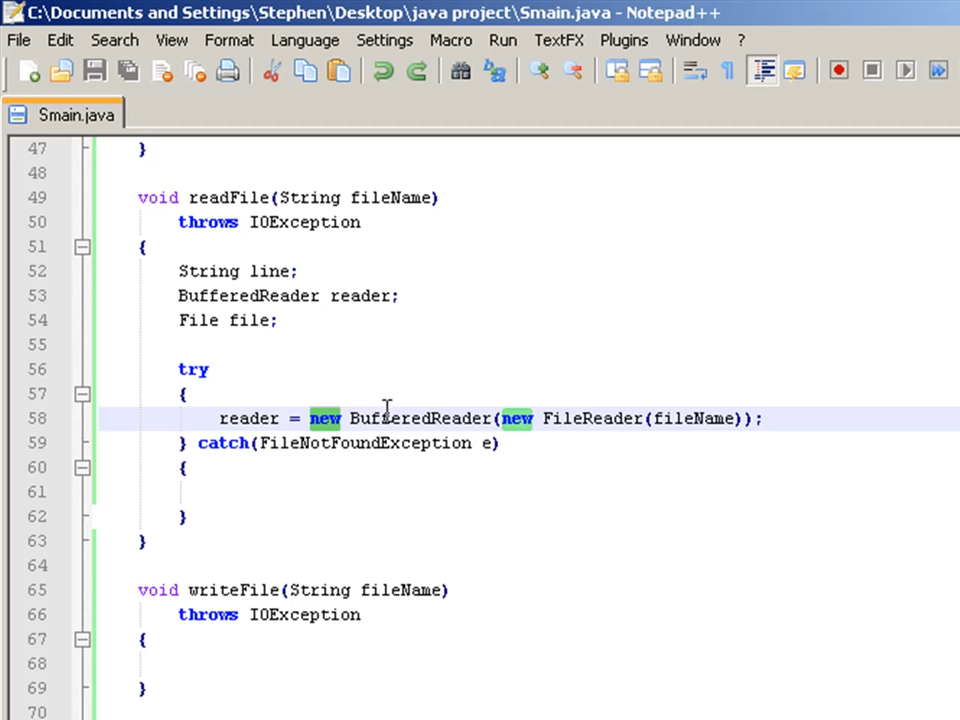 C:\Documents and Settings\Stephen\Desktop\java project\Smain.java - Notepad++
File Edit Search View Format Language Settings Macro Run TextFX Plugins Window ?
Smain.java
47 }
48
49 void readFile(String fileName)
50 throws IOException
51 {
52 String line;
53 BufferedReader reader;
54 File file;
55
56 try
57 {
58 reader = new BufferedReader(new FileReader(fileName));
59 } catch(FileNotFoundException e)
60 {
61
62 }
63 }
64
65 void writeFile(String fileName)
66 throws IOException
67 {
68
69 }
70